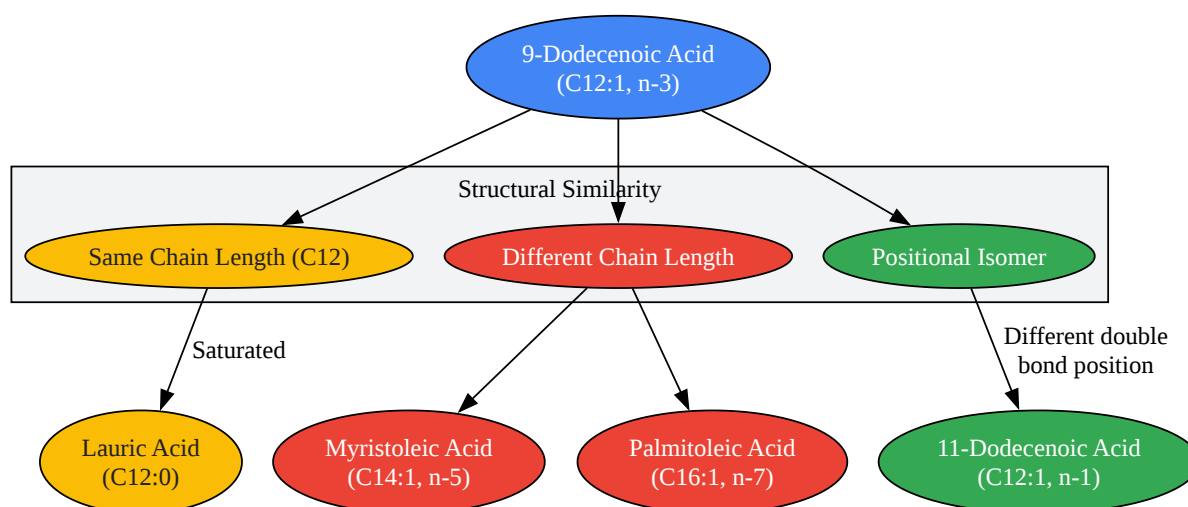 9-Dodecenoic Acid
(C12:1, n-3)
Structural Similarity
Same Chain Length (C12)
Different Chain Length
Positional Isomer
Saturated
Different double
bond position
Lauric Acid
(C12:0)
Myristoleic Acid
(C14:1, n-5)
Palmitoleic Acid
(C16:1, n-7)
11-Dodecenoic Acid
(C12:1, n-1)